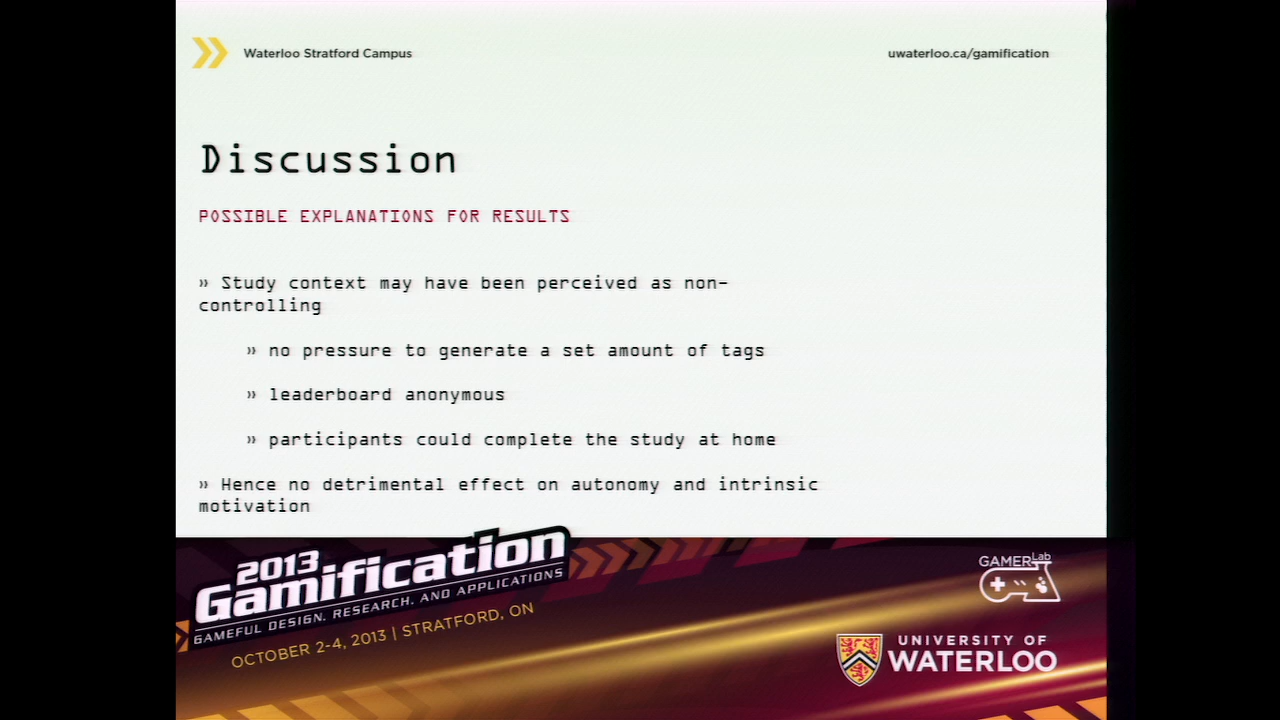 Waterloo Stratford Campus
uwaterloo.ca/gamification
Discussion
POSSIBLE EXPLANATIONS FOR RESULTS
» Study context may have been perceived as non-
controlling
» no pressure to generate a set amount of tags
» leaderboard anonymous
» participants could complete the study at home
» Hence no detrimental effect on autonomy and intrinsic
motivation
2013
Gamification
GAMEFUL DESIGN, RESEARCH, AND APPLICATIONS
OCTOBER 2-4, 2013 | STRATFORD, ON
GAMERLab
UNIVERSITY OF
WATERLOO